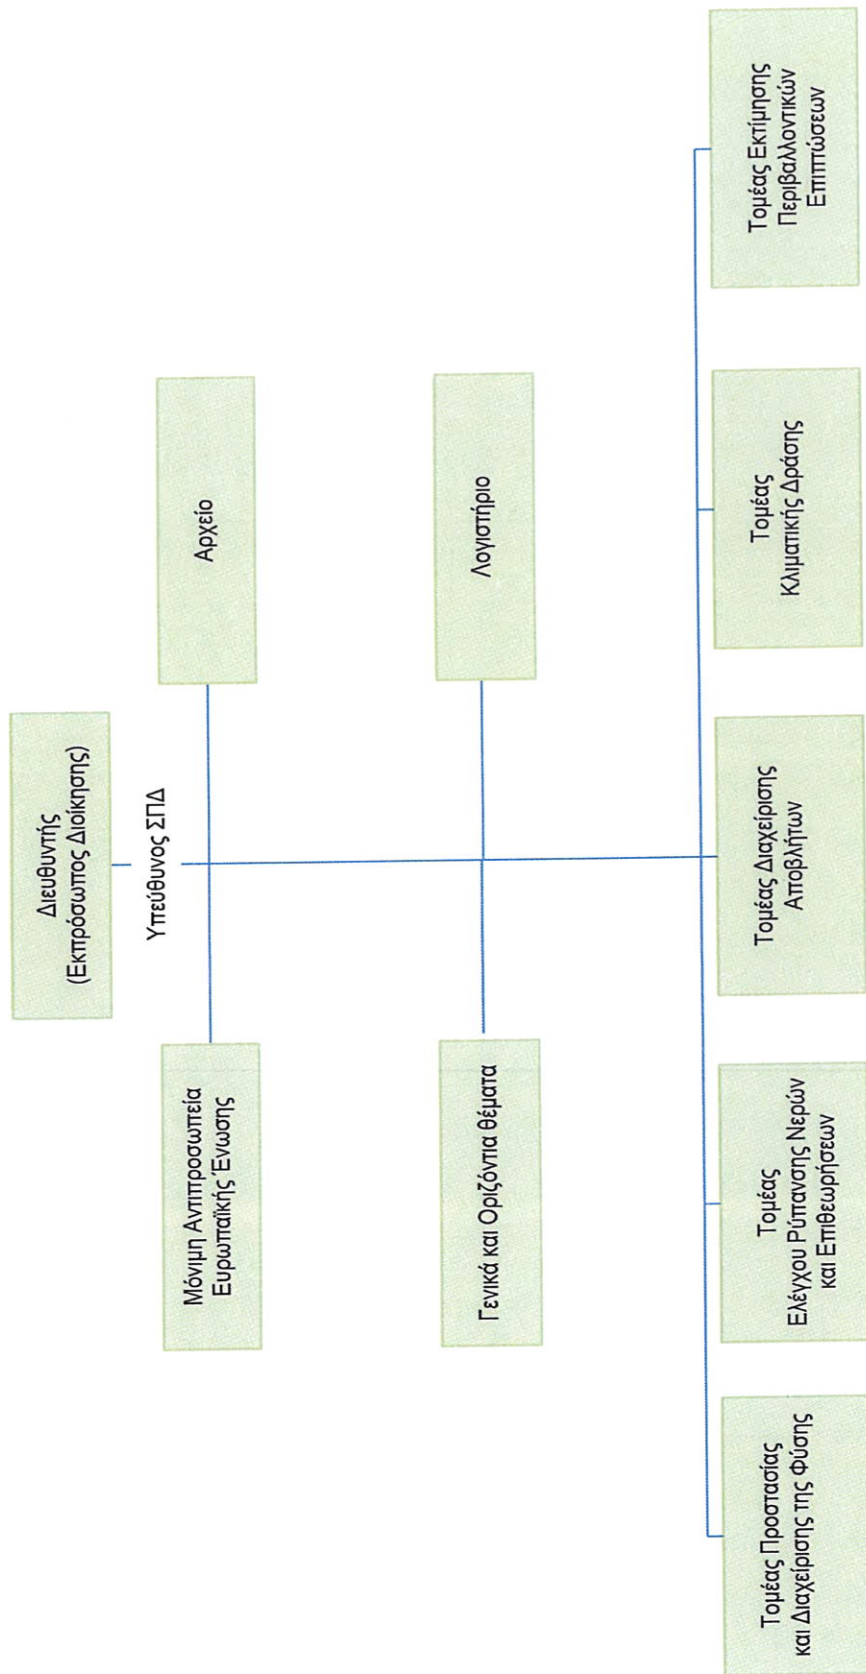 Διευθυντής
(Εκπρόσωπος Διοίκησης)
Υπεύθυνος ΣΠΔ
Μόνιμη Αντιπροσωπεία
Ευρωπαϊκής Ένωσης
Αρχείο
Γενικά και Οριζόντια θέματα
Λογιστήριο
Τομέας Προστασίας
και Διαχείρισης της Φύσης
Τομέας
Ελέγχου Ρύπανσης Νερών
και Επιθεωρήσεων
Τομέας Διαχείρισης
Αποβλήτων
Τομέας
Κλιματικής Δράσης
Τομέας Εκτίμησης
Περιβαλλοντικών
Επιπτώσεων